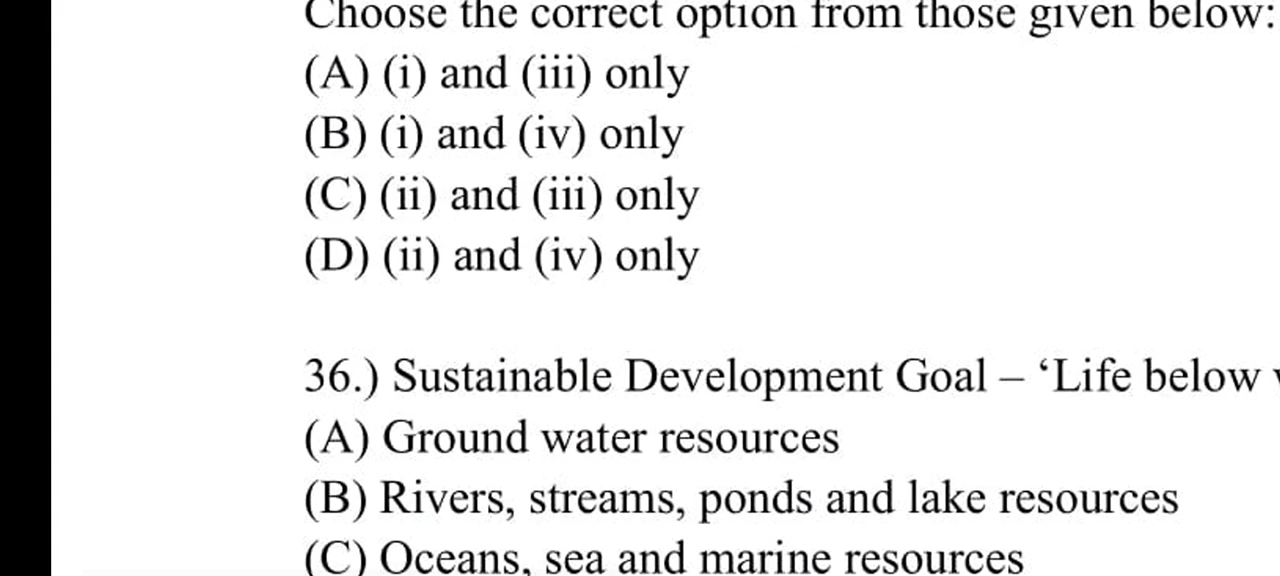 Choose the correct option from those given below:
(A) (i) and (iii) only
(B) (i) and (iv) only
(C) (ii) and (iii) only
(D) (ii) and (iv) only
36.) Sustainable Development Goal – ‘Life below
(A) Ground water resources
(B) Rivers, streams, ponds and lake resources
(C) Oceans, sea and marine resources